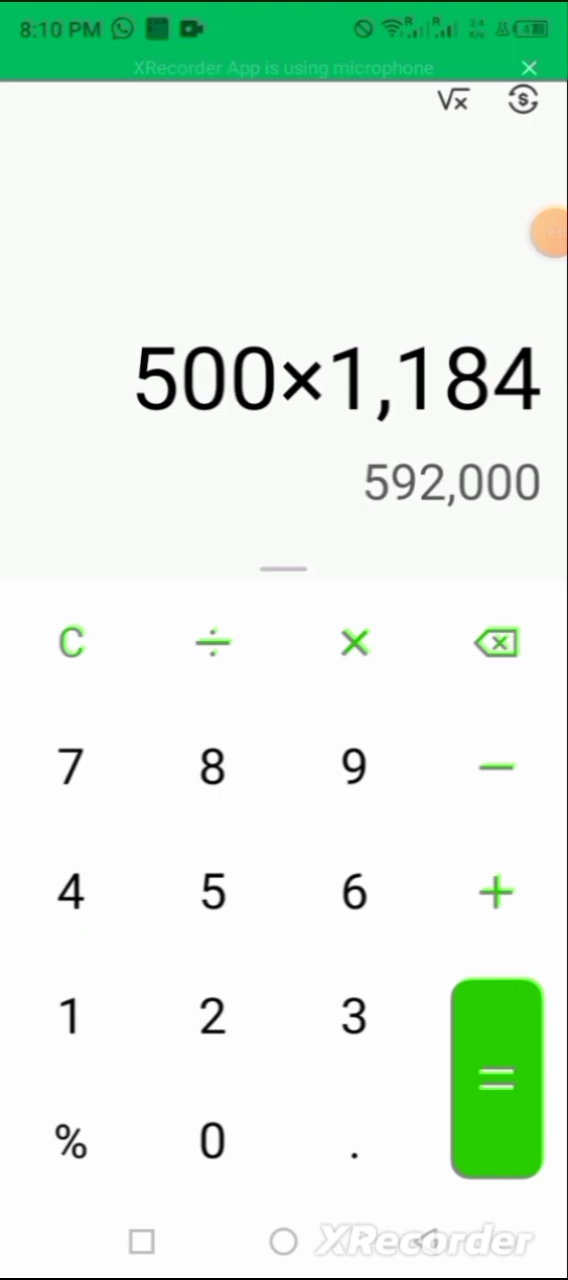 8:10 PM
XRecorder App is using microphone
√x
500×1,184
592,000
C ÷ ×
7 8 9 −
4 5 6 +
1 2 3 =
% 0 .
XRecorder